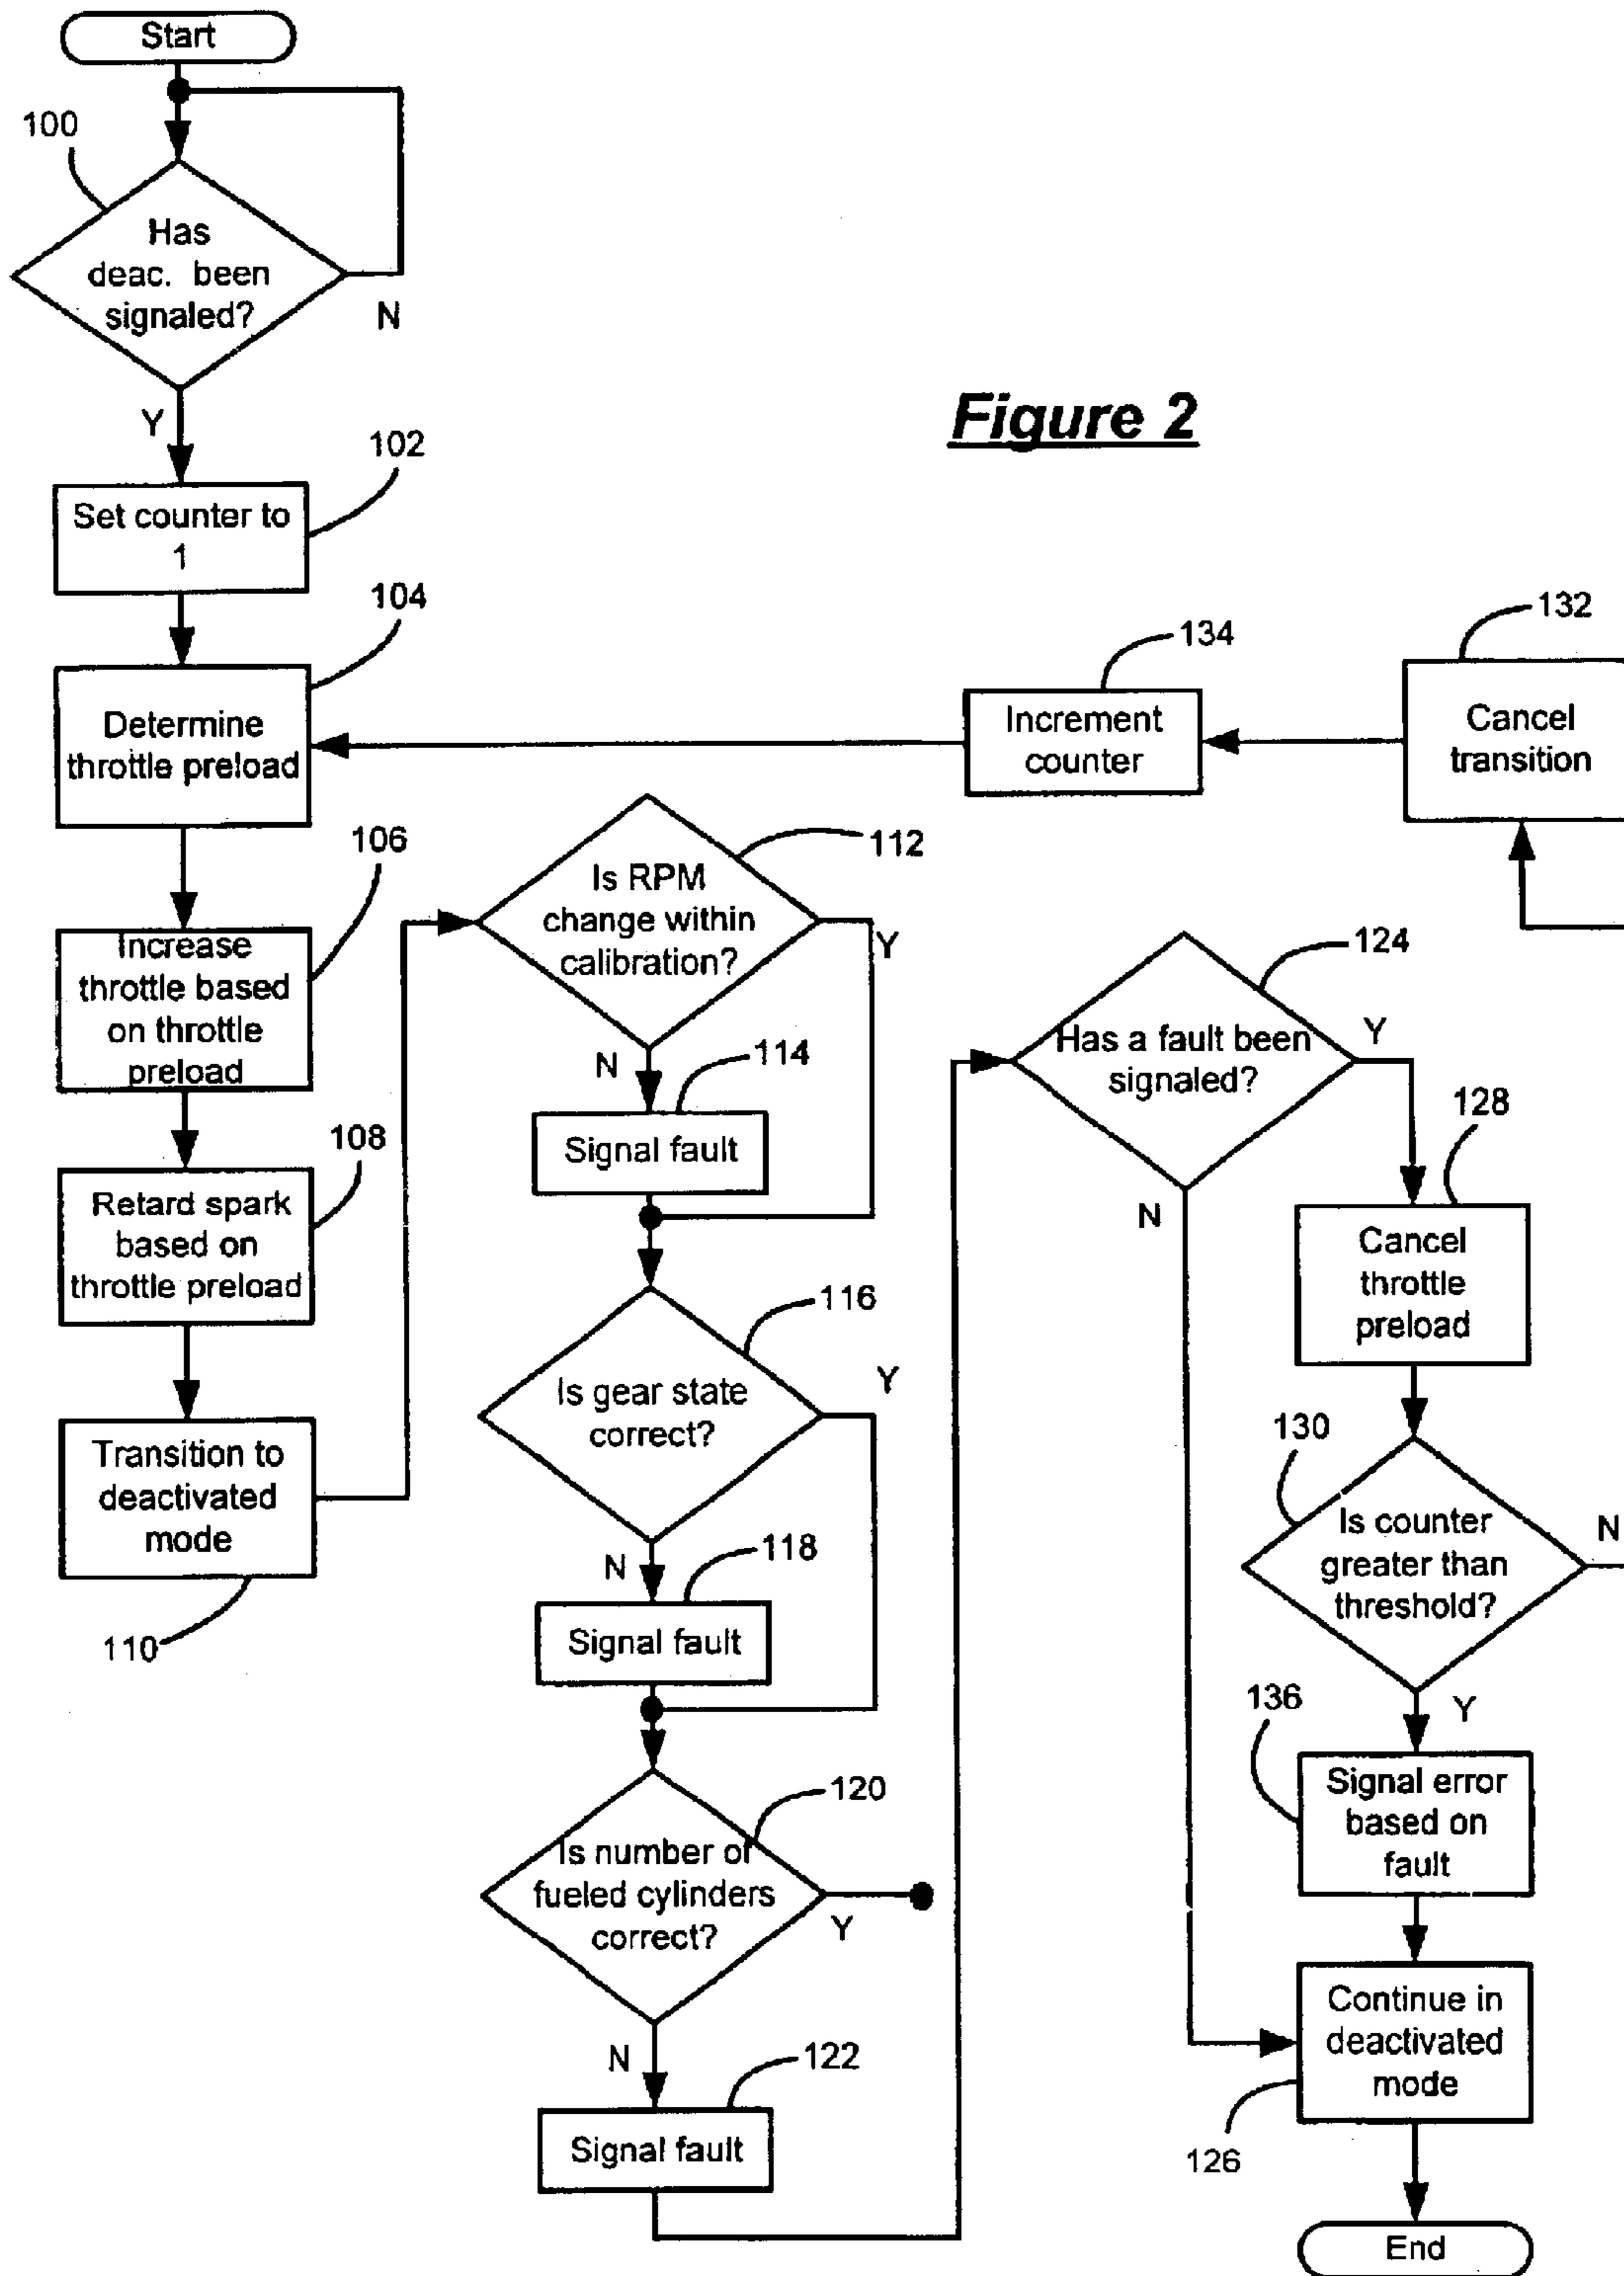 Start
100
Has
deac. been
signaled?
N
Y
Figure 2
102
Set counter to
1
104
Determine
throttle preload
134
Increment
counter
132
Cancel
transition
106
Increase
throttle based
on throttle
preload
108
Retard spark
based on
throttle preload
Transition to
deactivated
mode
110
112
Is RPM
change within
calibration?
Y
N
114
Signal fault
116
Is gear state
correct?
Y
N
118
Signal fault
120
Is number of
fueled cylinders
correct?
Y
N
122
Signal fault
124
Has a fault been
signaled?
Y
N
128
Cancel
throttle
preload
130
Is counter
greater than
threshold?
N
Y
136
Signal error
based on
fault
Continue in
deactivated
mode
126
End